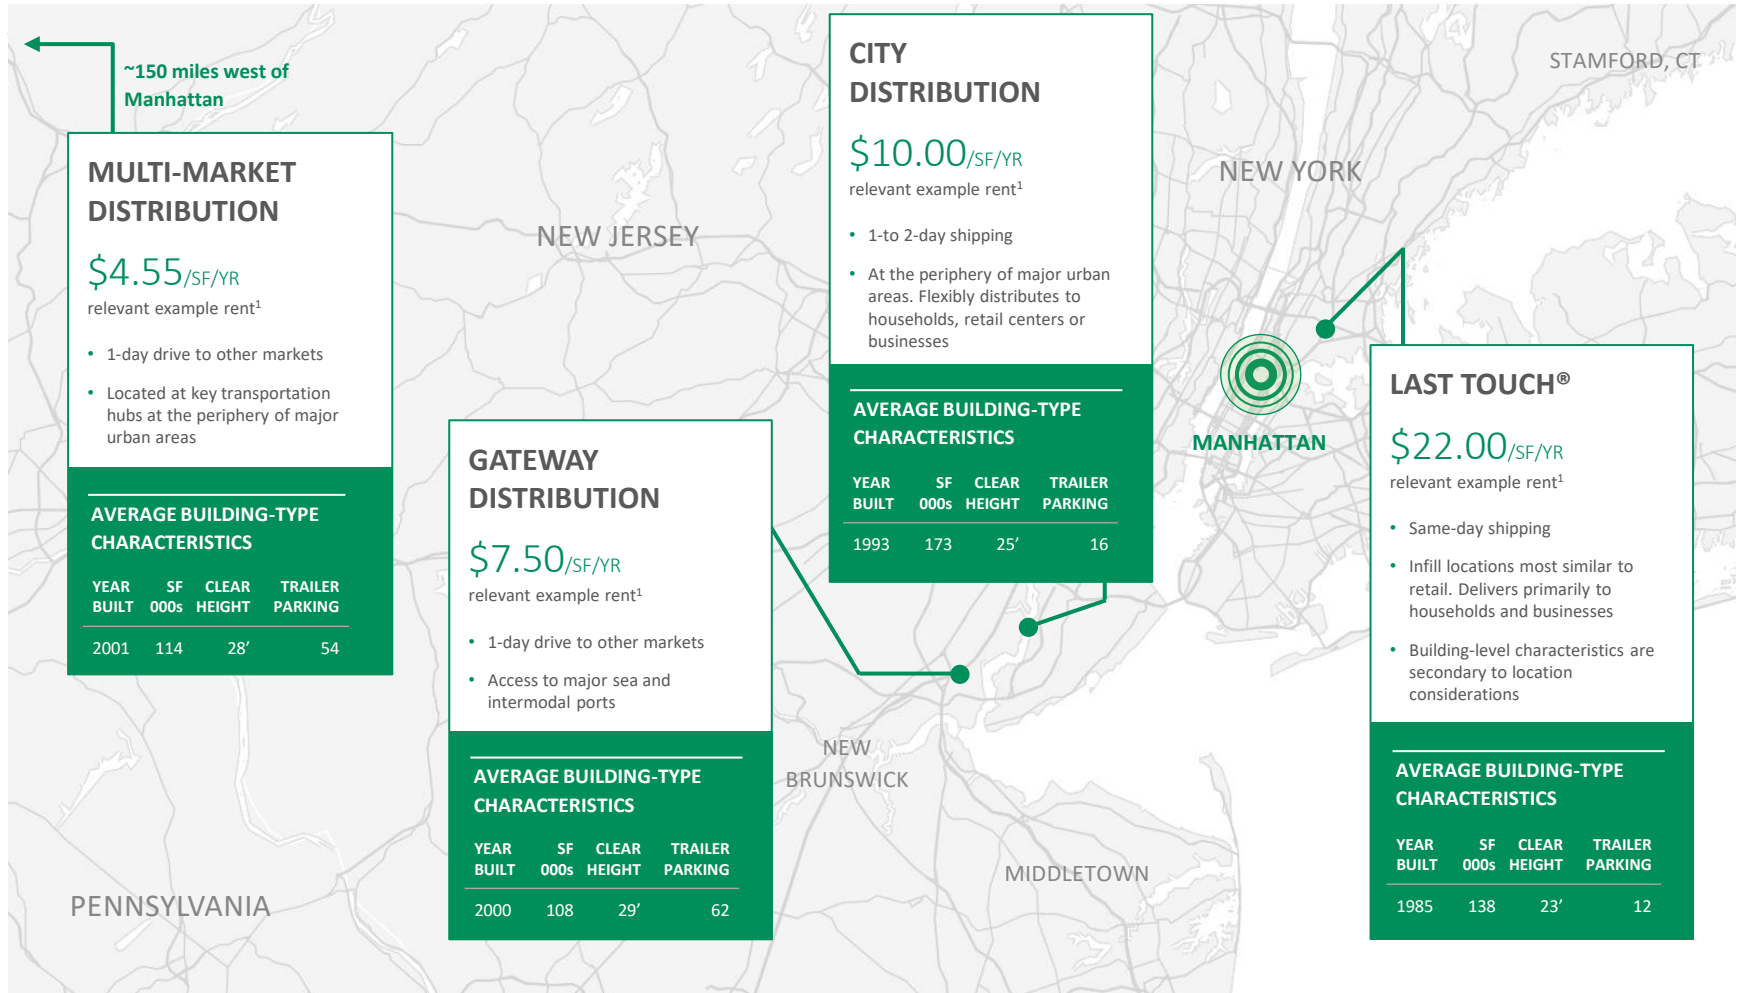 ~150 miles west of
Manhattan
MULTI-MARKET
DISTRIBUTION
$4.55/SF/YR
relevant example rent1
• 1-day drive to other markets
• Located at key transportation
hubs at the periphery of major
urban areas
AVERAGE BUILDING-TYPE
CHARACTERISTICS
YEAR SF CLEAR TRAILER
BUILT 000s HEIGHT PARKING
2001 114 28’ 54
GATEWAY
DISTRIBUTION
$7.50/SF/YR
relevant example rent1
• 1-day drive to other markets
• Access to major sea and
intermodal ports
AVERAGE BUILDING-TYPE
CHARACTERISTICS
YEAR SF CLEAR TRAILER
BUILT 000s HEIGHT PARKING
2000 108 29’ 62
CITY
DISTRIBUTION
$10.00/SF/YR
relevant example rent1
• 1-to 2-day shipping
• At the periphery of major urban
areas. Flexibly distributes to
households, retail centers or
businesses
AVERAGE BUILDING-TYPE
CHARACTERISTICS
YEAR SF CLEAR TRAILER
BUILT 000s HEIGHT PARKING
1993 173 25’ 16
LAST TOUCH®
$22.00/SF/YR
relevant example rent1
• Same-day shipping
• Infill locations most similar to
retail. Delivers primarily to
households and businesses
• Building-level characteristics are
secondary to location
considerations
AVERAGE BUILDING-TYPE
CHARACTERISTICS
YEAR SF CLEAR TRAILER
BUILT 000s HEIGHT PARKING
1985 138 23’ 12
STAMFORD, CT
NEW YORK
NEW JERSEY
MANHATTAN
NEW
BRUNSWICK
MIDDLETOWN
PENNSYLVANIA